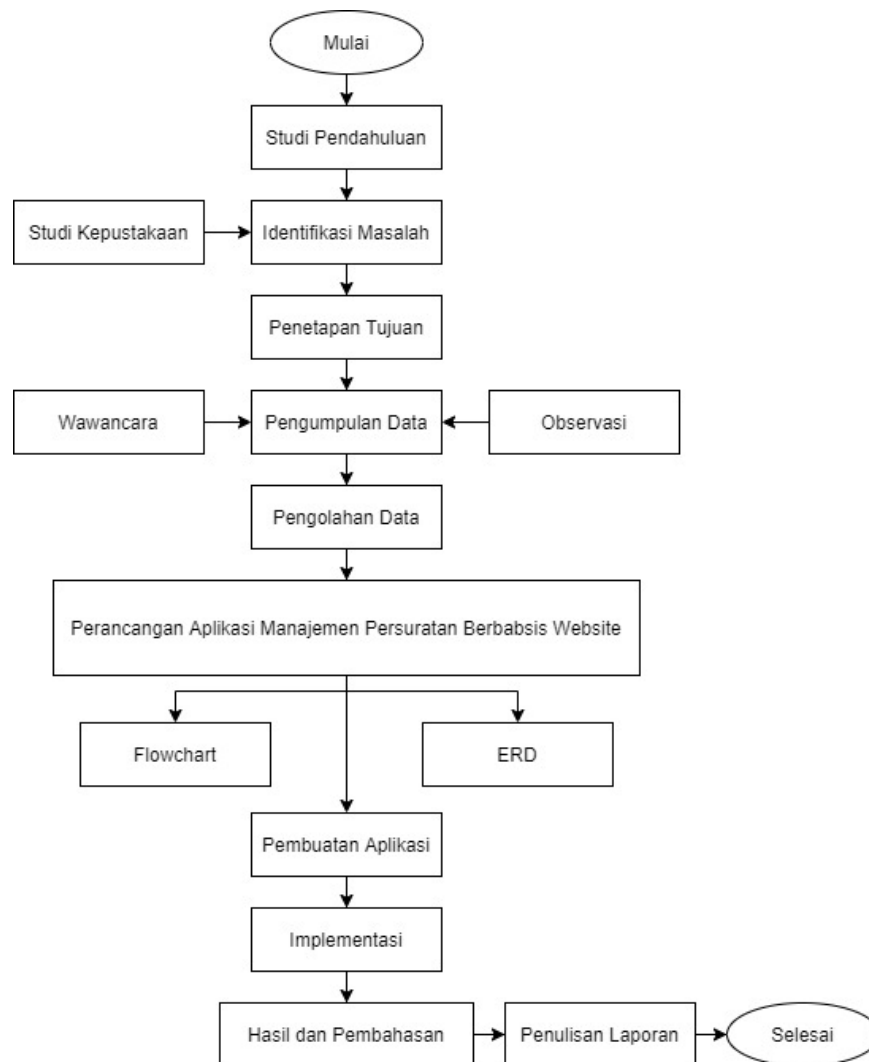 Mulai
Studi Pendahuluan
Studi Kepustakaan
Identifikasi Masalah
Penetapan Tujuan
Wawancara
Pengumpulan Data
Observasi
Pengolahan Data
Perancangan Aplikasi Manajemen Persuratan Berbabsis Website
Flowchart
ERD
Pembuatan Aplikasi
Implementasi
Hasil dan Pembahasan
Penulisan Laporan
Selesai